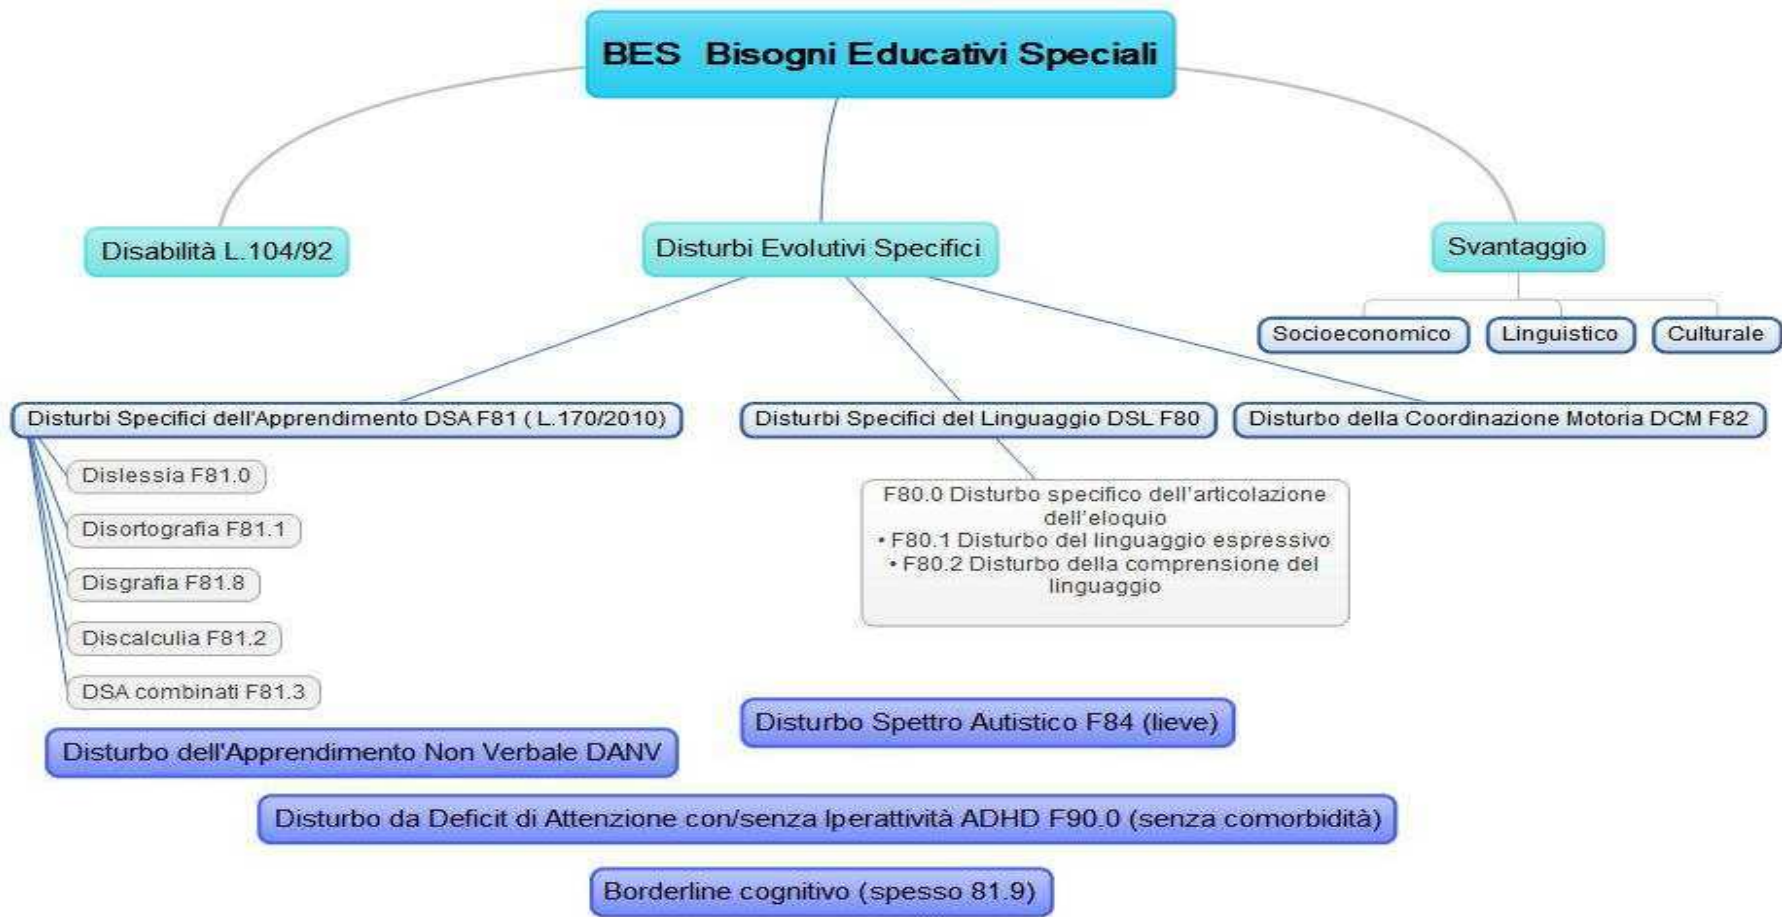 BES Bisogni Educativi Speciali
Disabilità L.104/92
Disturbi Evolutivi Specifici
Svantaggio
Socioeconomico
Linguistico
Culturale
Disturbi Specifici dell'Apprendimento DSA F81 ( L.170/2010)
Disturbi Specifici del Linguaggio DSL F80
Disturbo della Coordinazione Motoria DCM F82
Dislessia F81.0
Disortografia F81.1
Disgrafia F81.8
Discalculia F81.2
DSA combinati F81.3
F80.0 Disturbo specifico dell'articolazione
dell'eloquio
• F80.1 Disturbo del linguaggio espressivo
• F80.2 Disturbo della comprensione del
linguaggio
Disturbo Spettro Autistico F84 (lieve)
Disturbo dell'Apprendimento Non Verbale DANV
Disturbo da Deficit di Attenzione con/senza Iperattività ADHD F90.0 (senza comorbidità)
Borderline cognitivo (spesso 81.9)